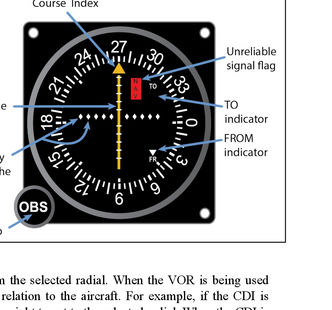 Course Index
27
24
30
21
33
Unreliable
signal flag
NAV
TO
TO
indicator
18
0
FROM
indicator
FR
15
3
12
6
9
OBS
the selected radial. When the VOR is being used
relation to the aircraft. For example, if the CDI is